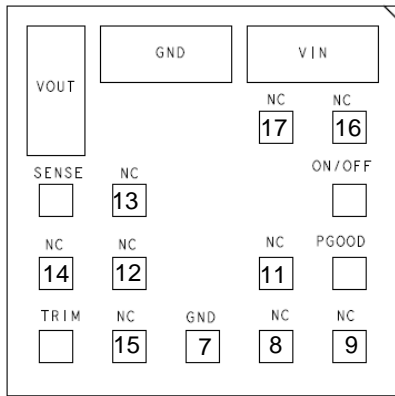 GND VIN
VOUT
NC NC
17 16
SENSE NC ON/OFF
13
NC NC NC PGOOD
14 12 11
TRIM NC GND NC NC
15 7 8 9